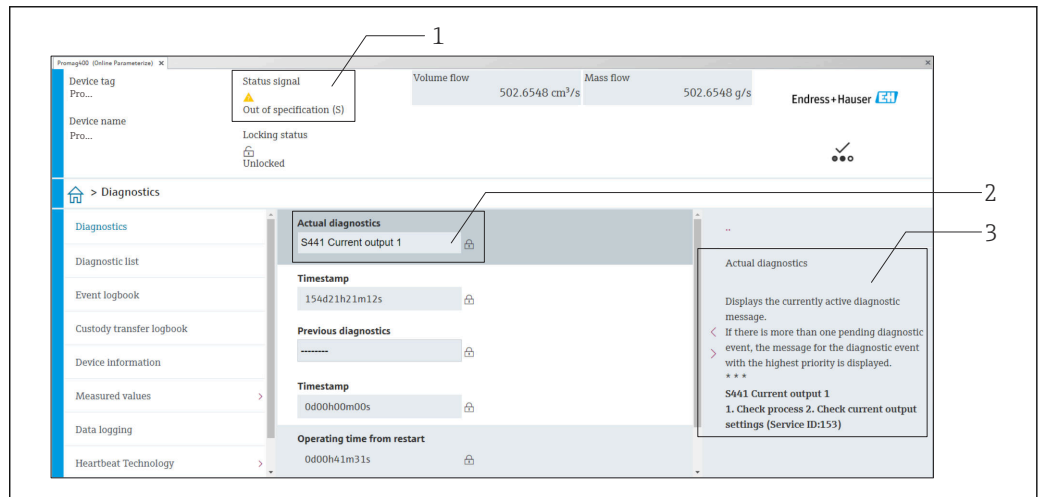 1
Promag400 (Online Parameterize)
Device tag
Pro...
Device name
Pro...
Status signal
Out of specification (S)
Locking status
Unlocked
Volume flow
502.6548 cm³/s
Mass flow
502.6548 g/s
Endress+Hauser EH
> Diagnostics
2
3
Diagnostics
Diagnostic list
Event logbook
Custody transfer logbook
Device information
Measured values >
Data logging
Heartbeat Technology >
Actual diagnostics
S441 Current output 1
Timestamp
154d21h21m12s
Previous diagnostics
--------
Timestamp
0d00h00m00s
Operating time from restart
0d00h41m31s
..
Actual diagnostics
Displays the currently active diagnostic
message.
If there is more than one pending diagnostic
event, the message for the diagnostic event
with the highest priority is displayed.
* * *
S441 Current output 1
1. Check process 2. Check current output
settings (Service ID:153)